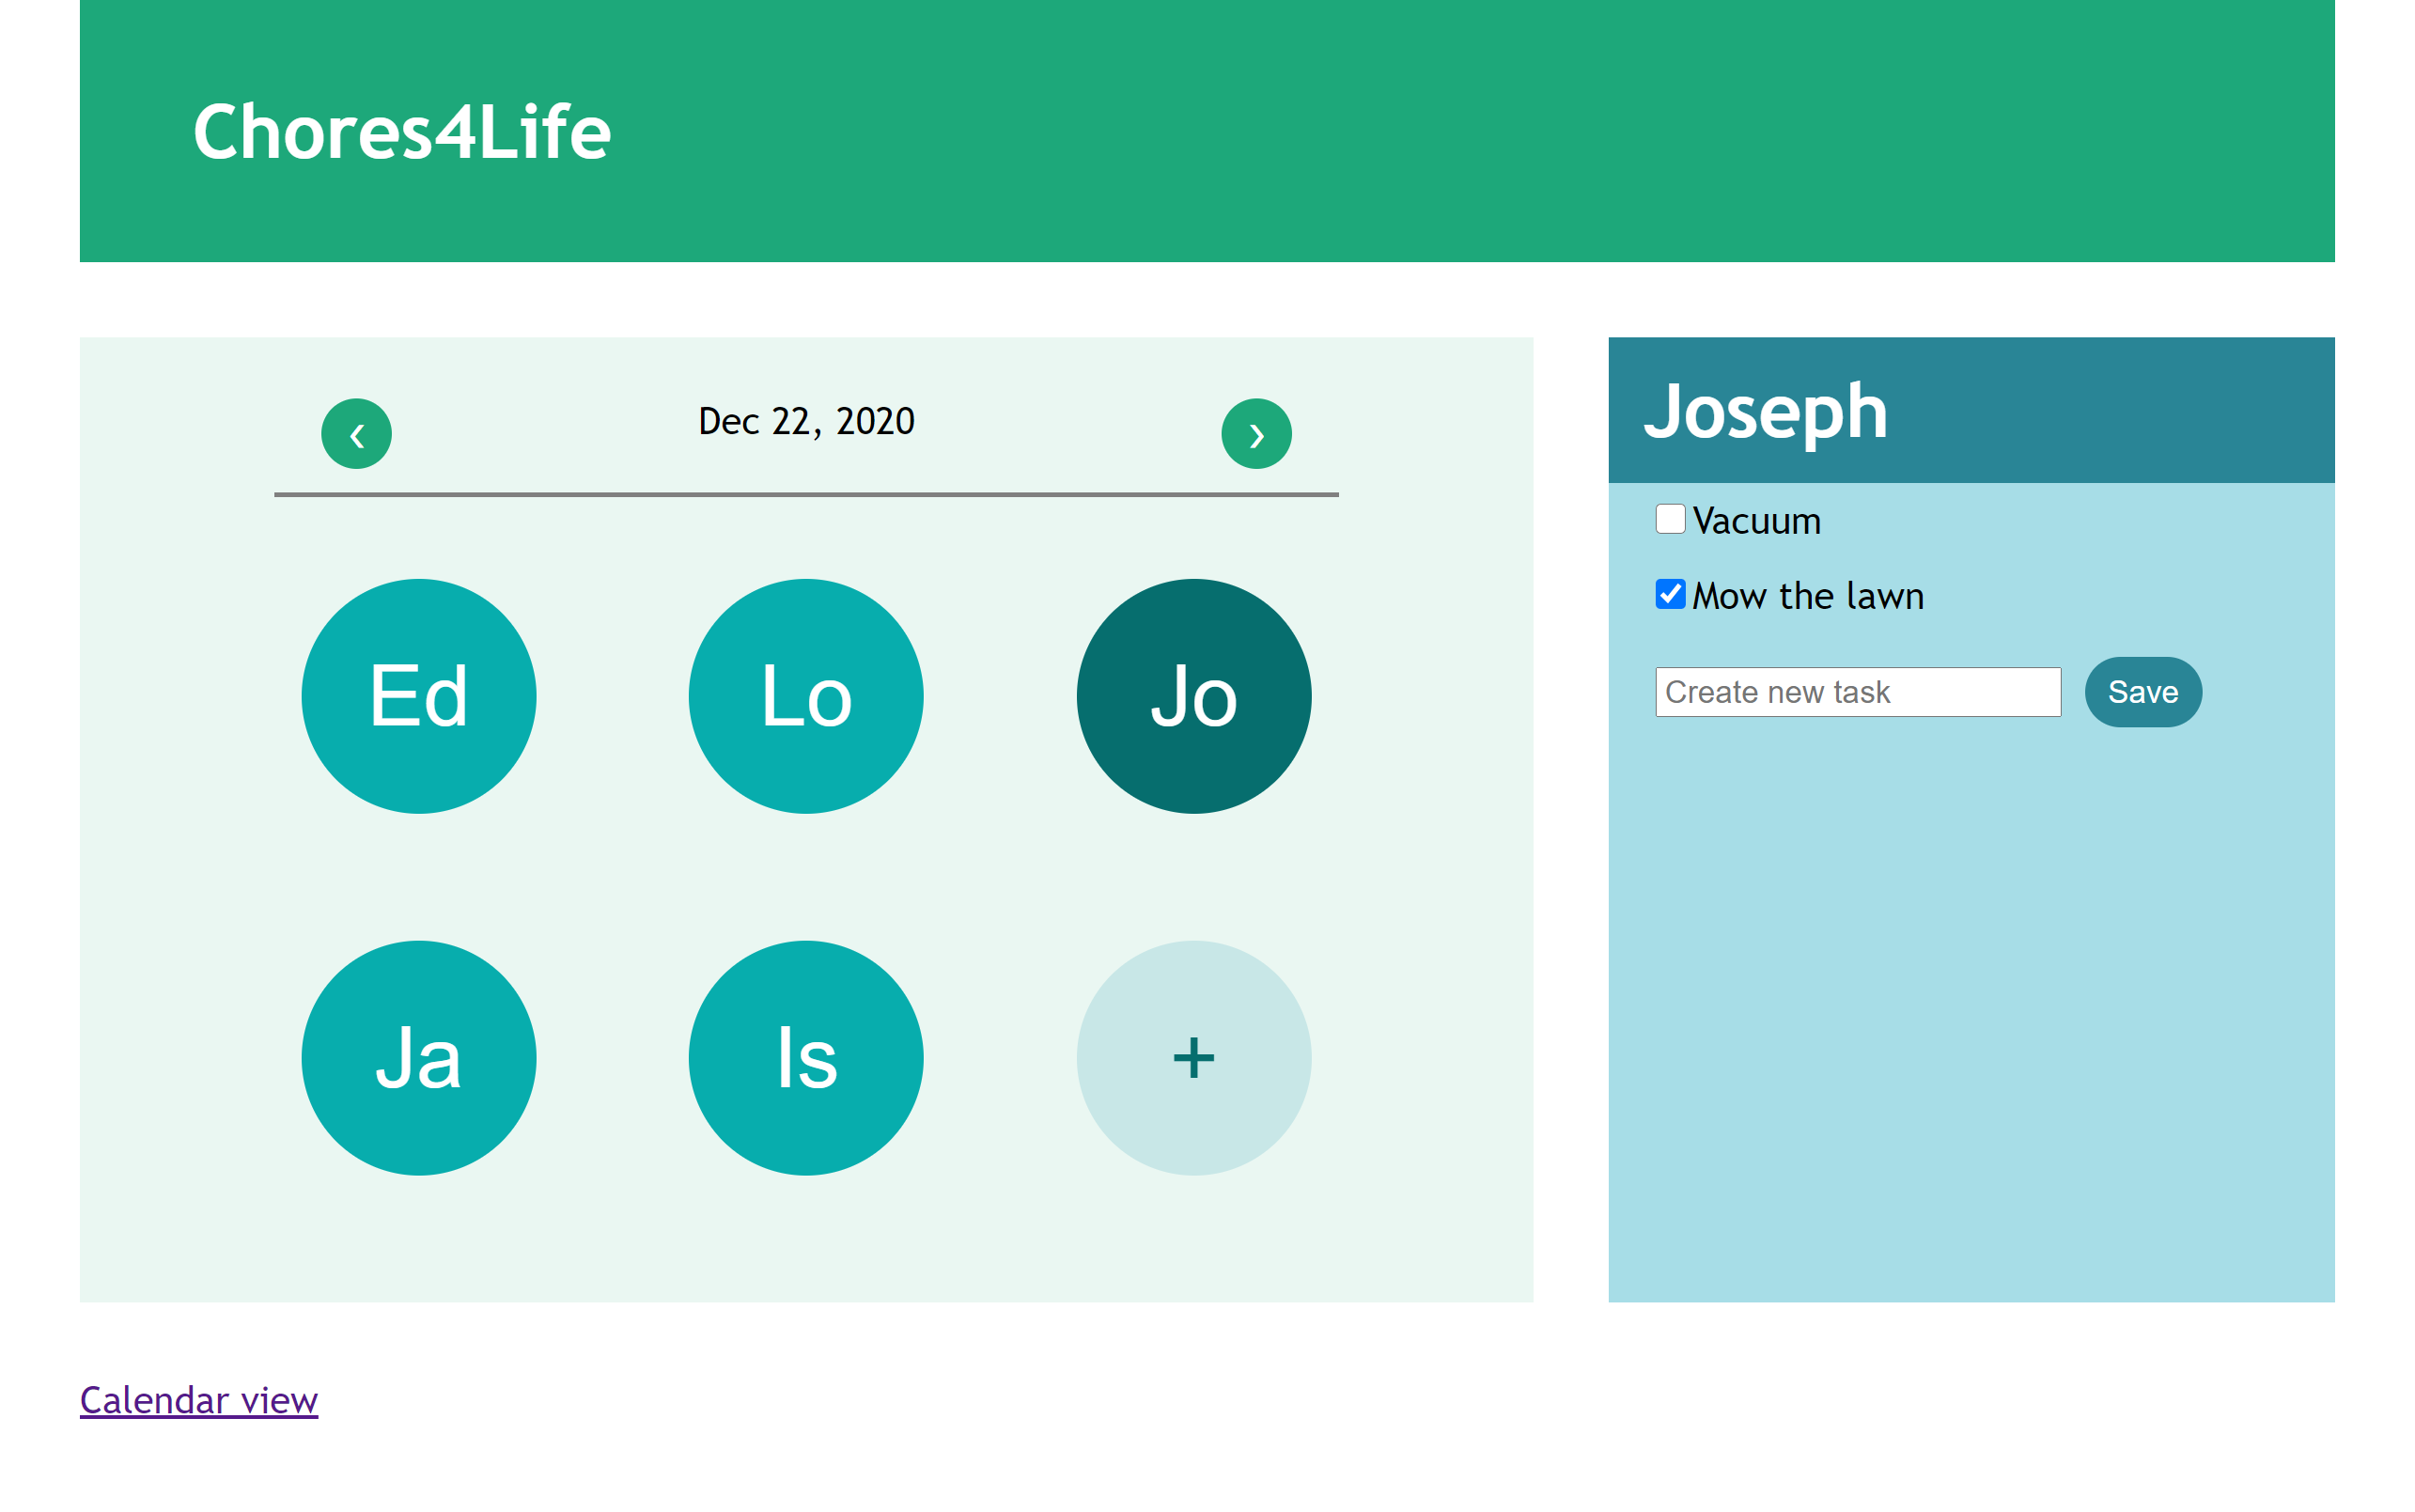 Chores4Life
‹ Dec 22, 2020 ›
Ed Lo Jo
Ja Is +
Joseph
Vacuum
Mow the lawn
Create new task Save
Calendar view